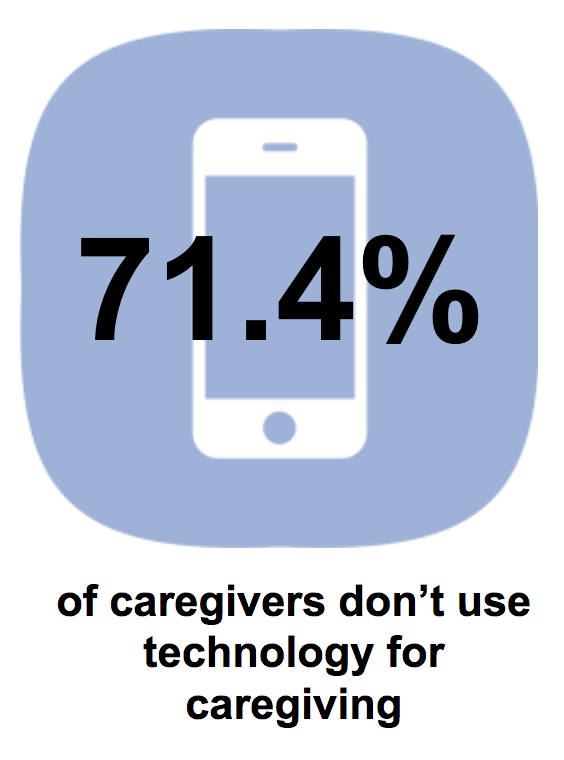 71.4%
of caregivers don’t use
technology for
caregiving